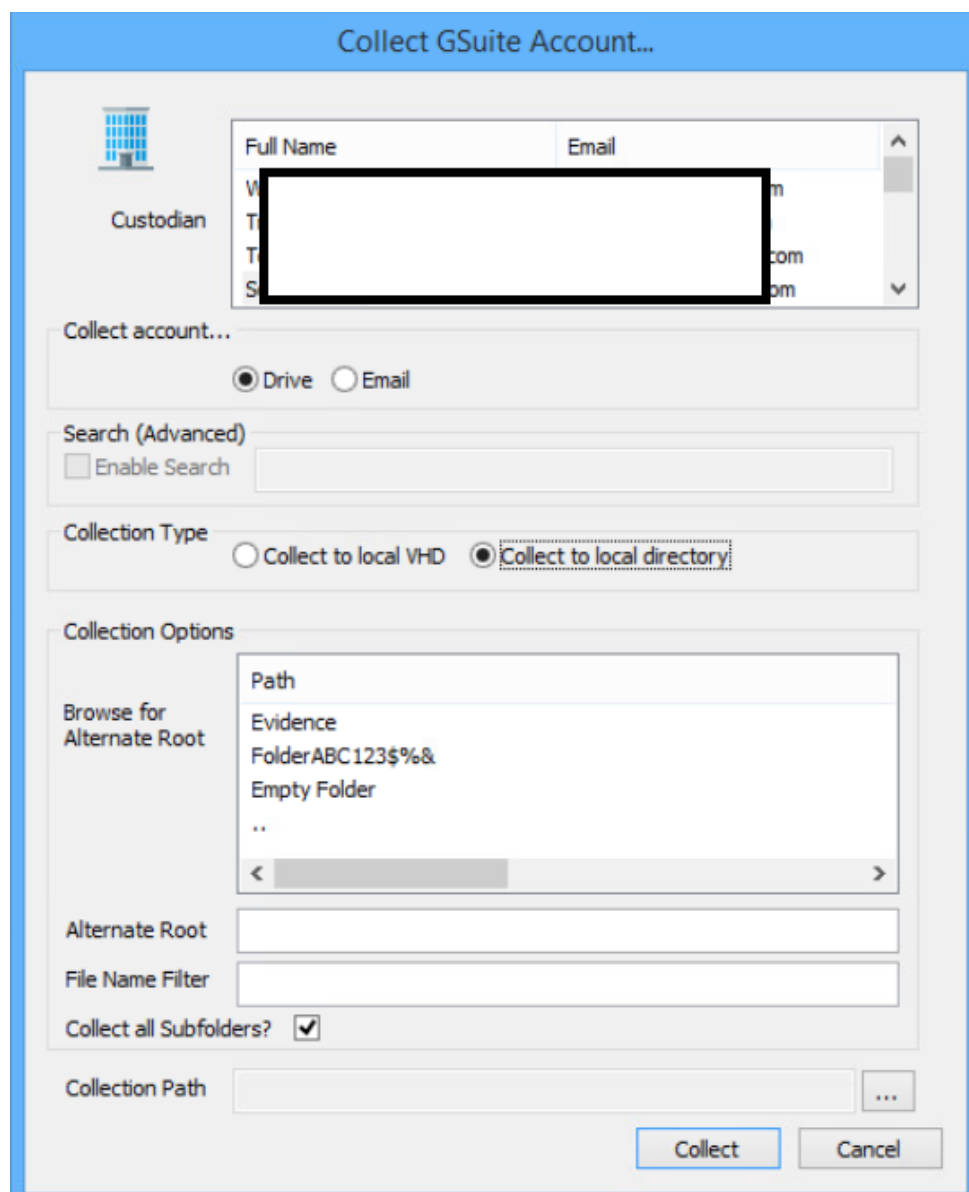 Collect GSuite Account...
Full Name Email
Custodian
com
Collect account...
Drive Email
Search (Advanced)
Enable Search
Collection Type
Collect to local VHD Collect to local directory
Collection Options
Path
Browse for
Alternate Root
Evidence
FolderABC123$%&
Empty Folder
..
Alternate Root
File Name Filter
Collect all Subfolders?
Collection Path ...
Collect Cancel